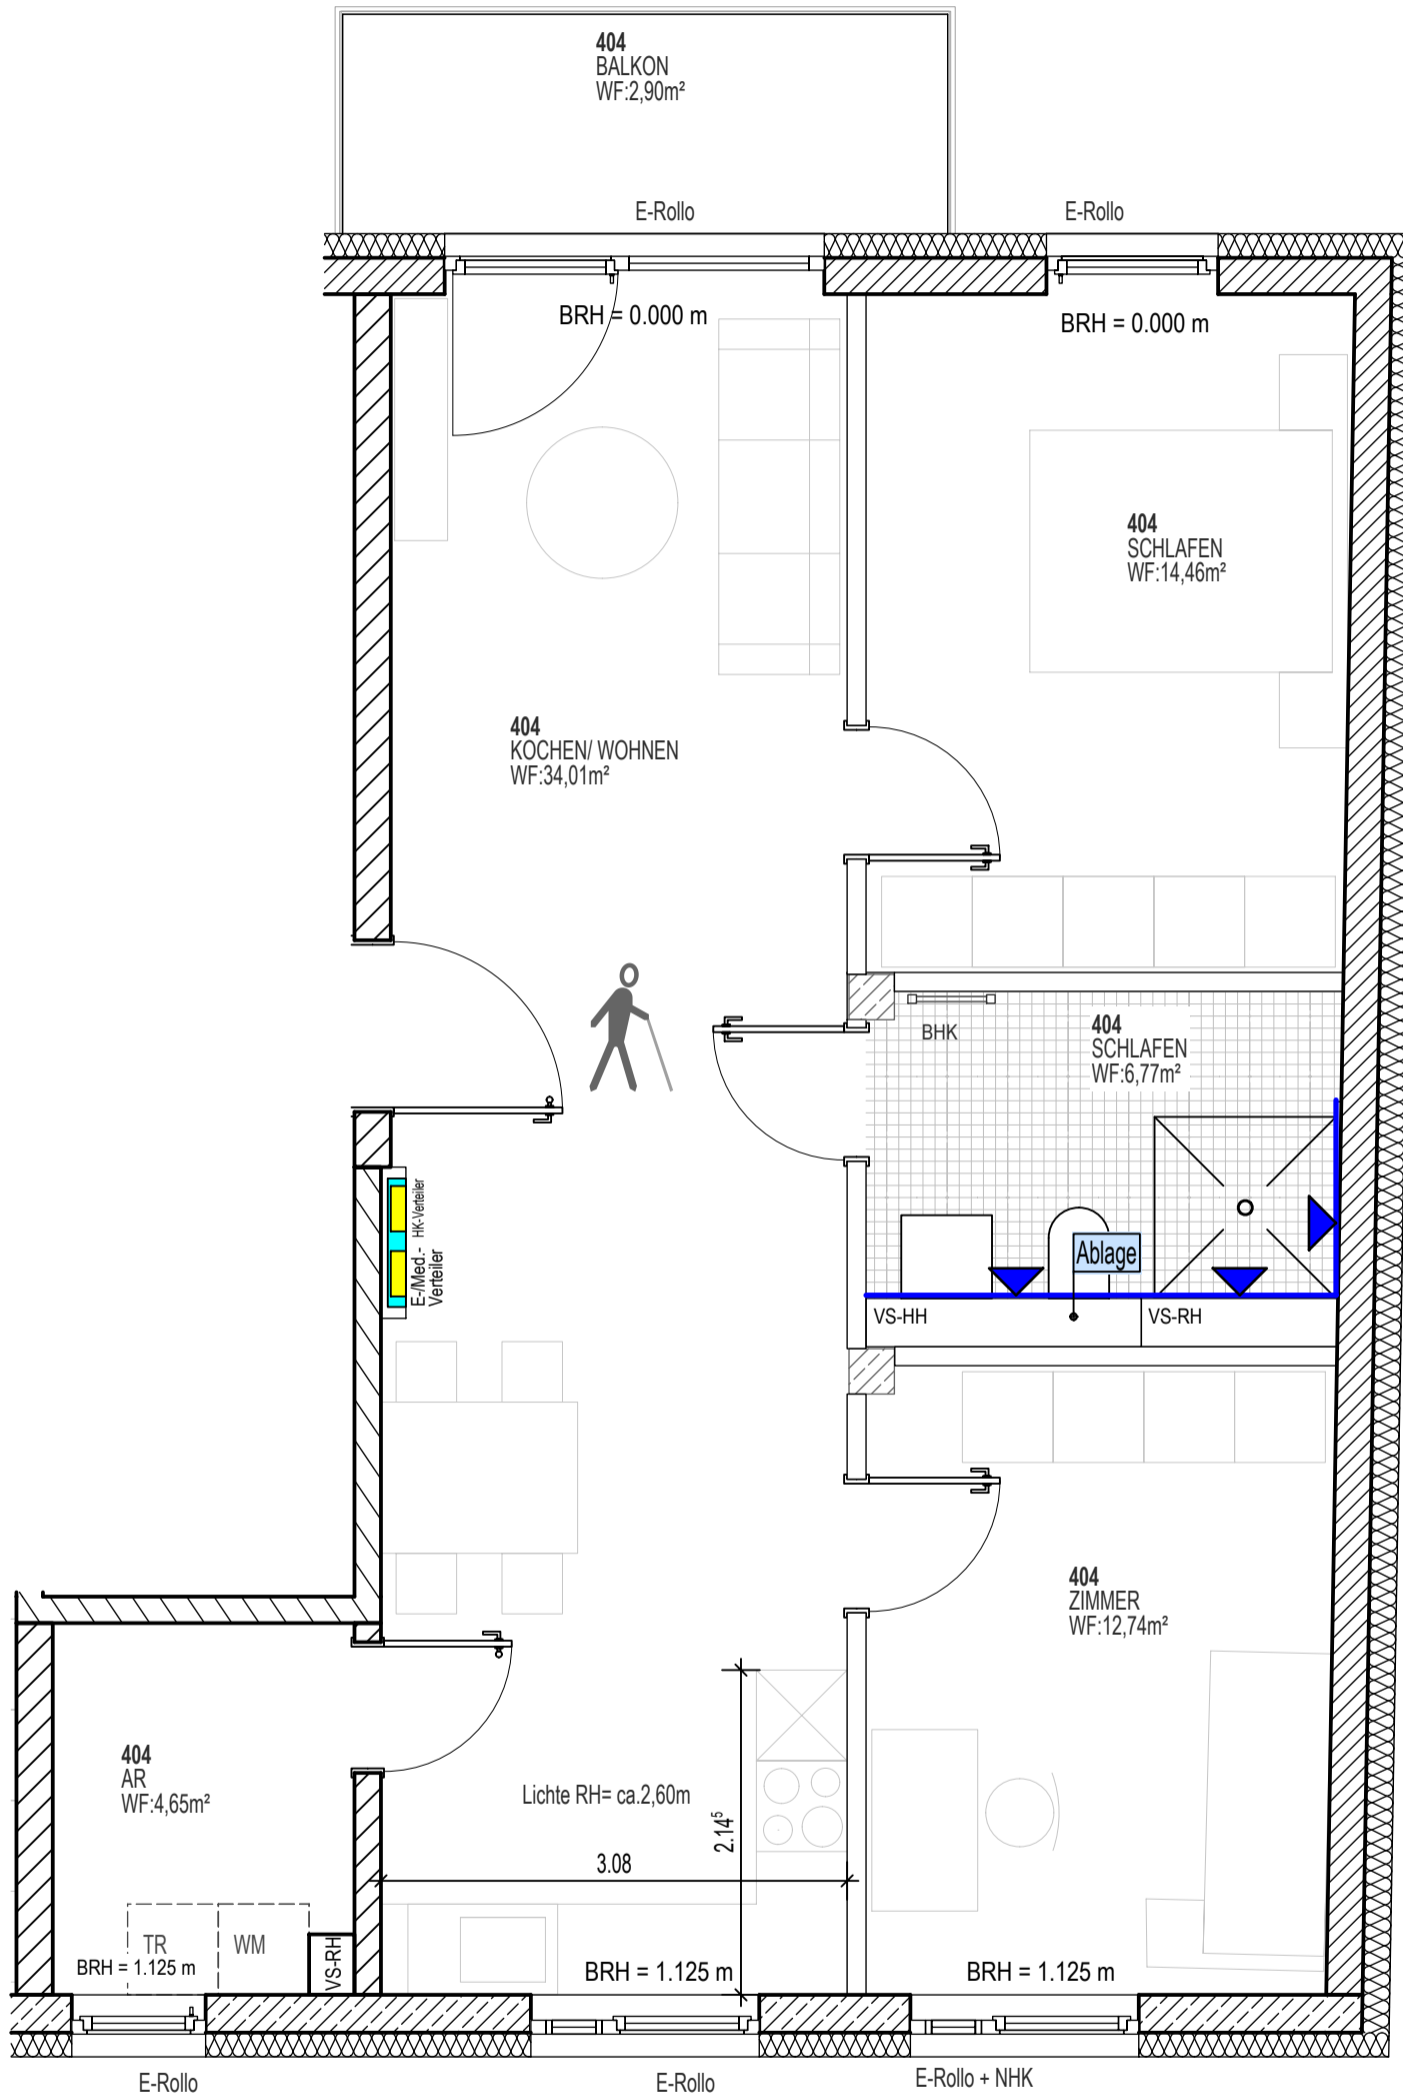 404
BALKON
WF:2,90m²
E-Rollo
E-Rollo
BRH = 0.000 m
BRH = 0.000 m
404
SCHLAFEN
WF:14,46m²
404
KOCHEN/ WOHNEN
WF:34,01m²
BHK
404
SCHLAFEN
WF:6,77m²
HK-Verteiler
E-/Med.-
Verteiler
Ablage
VS-HH
VS-RH
404
ZIMMER
WF:12,74m²
404
AR
WF:4,65m²
Lichte RH= ca.2,60m
2.14⁵
3.08
TR
WM
VS-RH
BRH = 1.125 m
BRH = 1.125 m
BRH = 1.125 m
E-Rollo
E-Rollo
E-Rollo + NHK